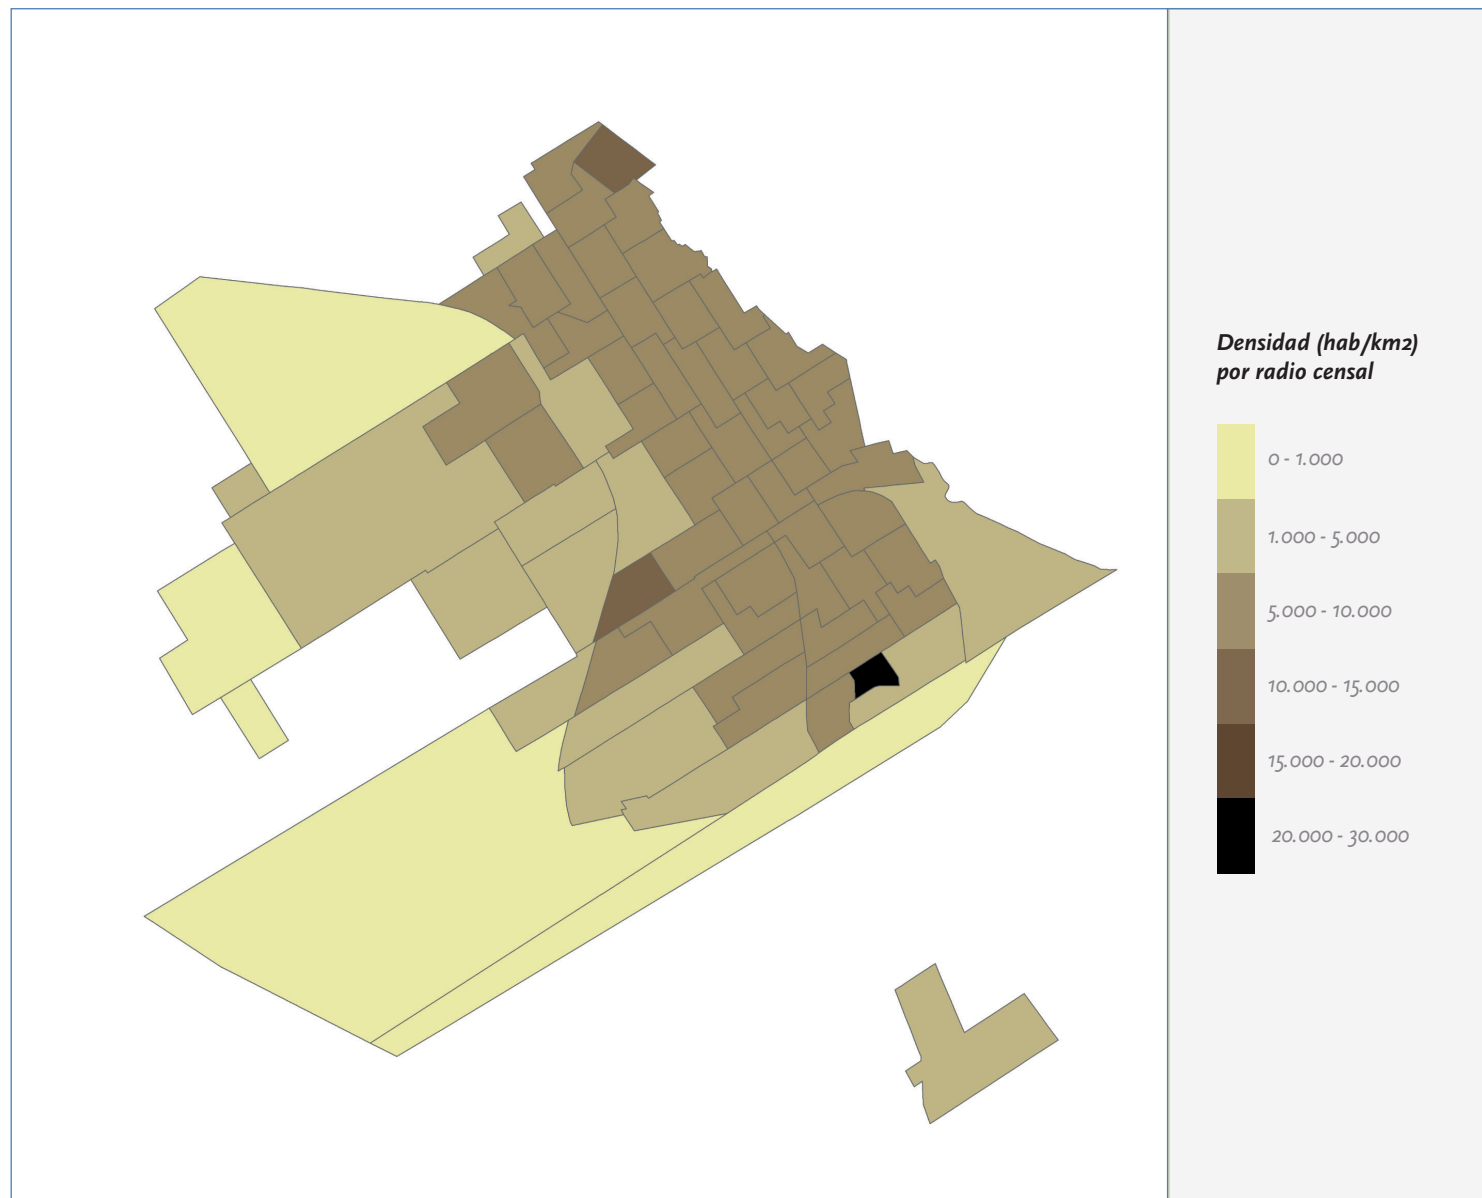 Densidad (hab/km2)
por radio censal
0 - 1.000
1.000 - 5.000
5.000 - 10.000
10.000 - 15.000
15.000 - 20.000
20.000 - 30.000